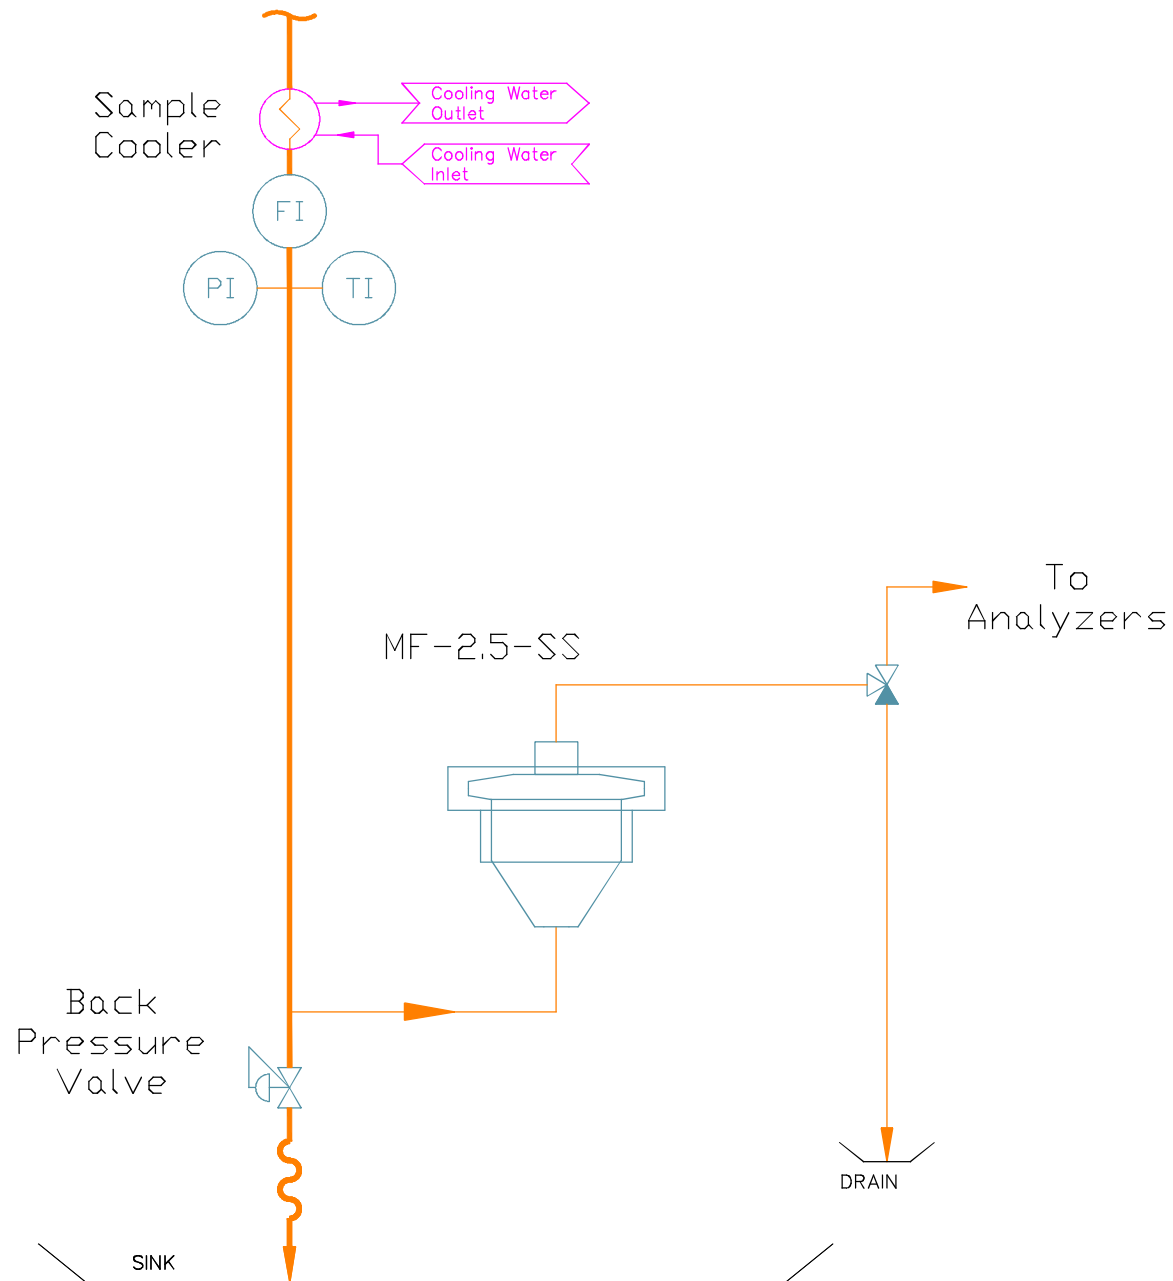 Sample
Cooler
Cooling Water
Outlet
Cooling Water
Inlet
FI
PI
TI
To
Analyzers
MF-2.5-SS
Back
Pressure
Valve
DRAIN
SINK